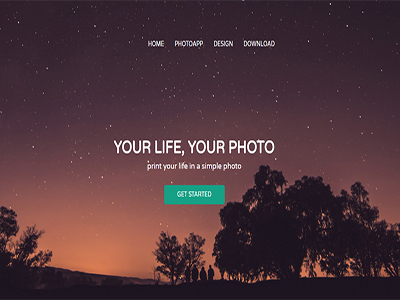 HOME PHOTOAPP DESIGN DOWNLOAD
YOUR LIFE, YOUR PHOTO
print your life in a simple photo
GET STARTED